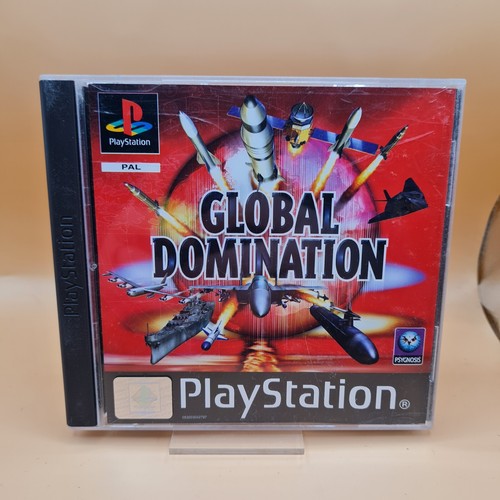 PlayStation
PlayStation
PAL
GLOBAL
DOMINATION
PSYGNOSIS
PlayStation®